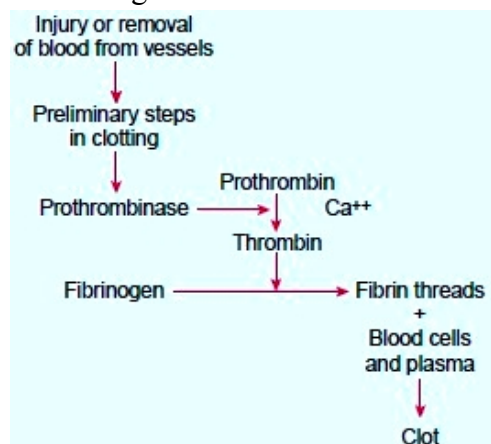 Injury or removal
of blood from vessels
Preliminary steps
in clotting
Prothrombin
Prothrombinase
Ca++
Thrombin
Fibrinogen
Fibrin threads
+
Blood cells
and plasma
Clot